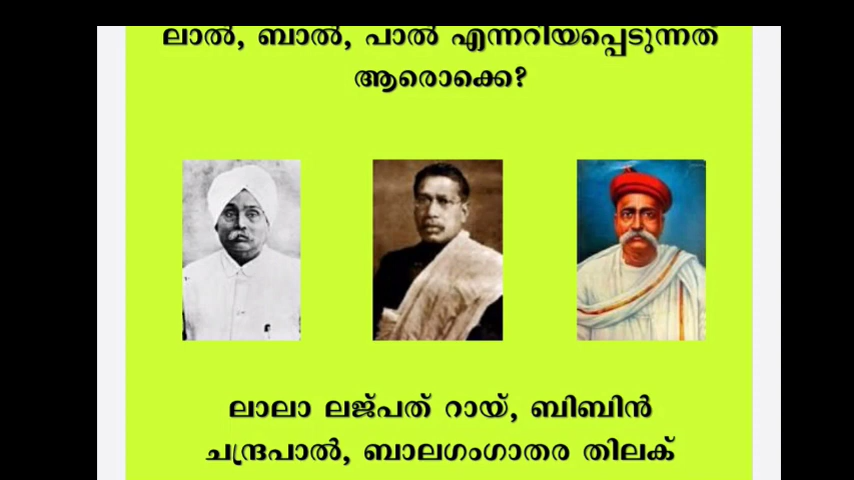 ലാൽ, ബാൽ, പാൽ എന്നറിയപ്പെടുന്നത്
ആരൊക്കെ?
ലാലാ ലജ്പത് റായ്, ബിബിൻ
ചന്ദ്രപാൽ, ബാലഗംഗാതര തിലക്